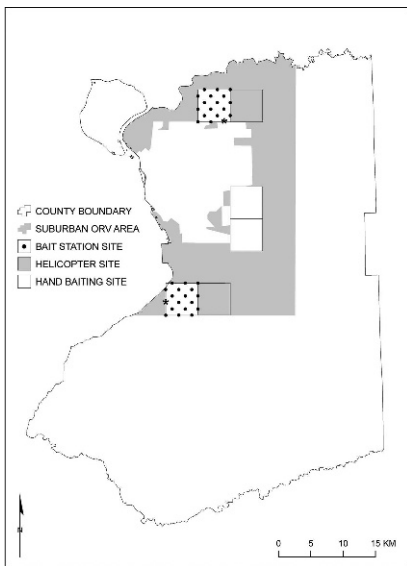 COUNTY BOUNDARY
SUBURBAN ORV AREA
BAIT STATION SITE
HELICOPTER SITE
HAND BAITING SITE
N
0 5 10 15 KM